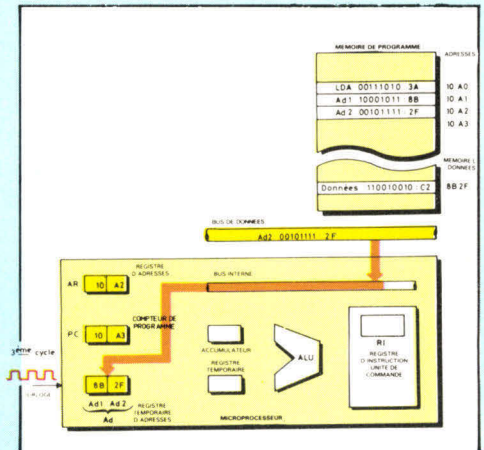 MEMOIRE DE PROGRAMME
ADRESSES
LDA 00111010 3A
10 A0
Ad1 10001011 8B
10 A1
Ad2 00101111 2F
10 A2
10 A3
MEMOIRE
DONNEES
Données 110010010 C2
8B 2F
BUS DE DONNÉES
Ad2 00101111 2F
REGISTRE
D'ADRESSES
BUS INTERNE
AR
10 A2
COMPTEUR DE
PROGRAMME
PC
10 A3
3ème cycle
HORLOGE
8B 2F
Ad1 Ad2
Ad
REGISTRE
TEMPORAIRE
D'ADRESSES
ACCUMULATEUR
REGISTRE
TEMPORAIRE
ALU
RI
REGISTRE
D'INSTRUCTION
UNITE DE
COMMANDE
MICROPROCESSEUR